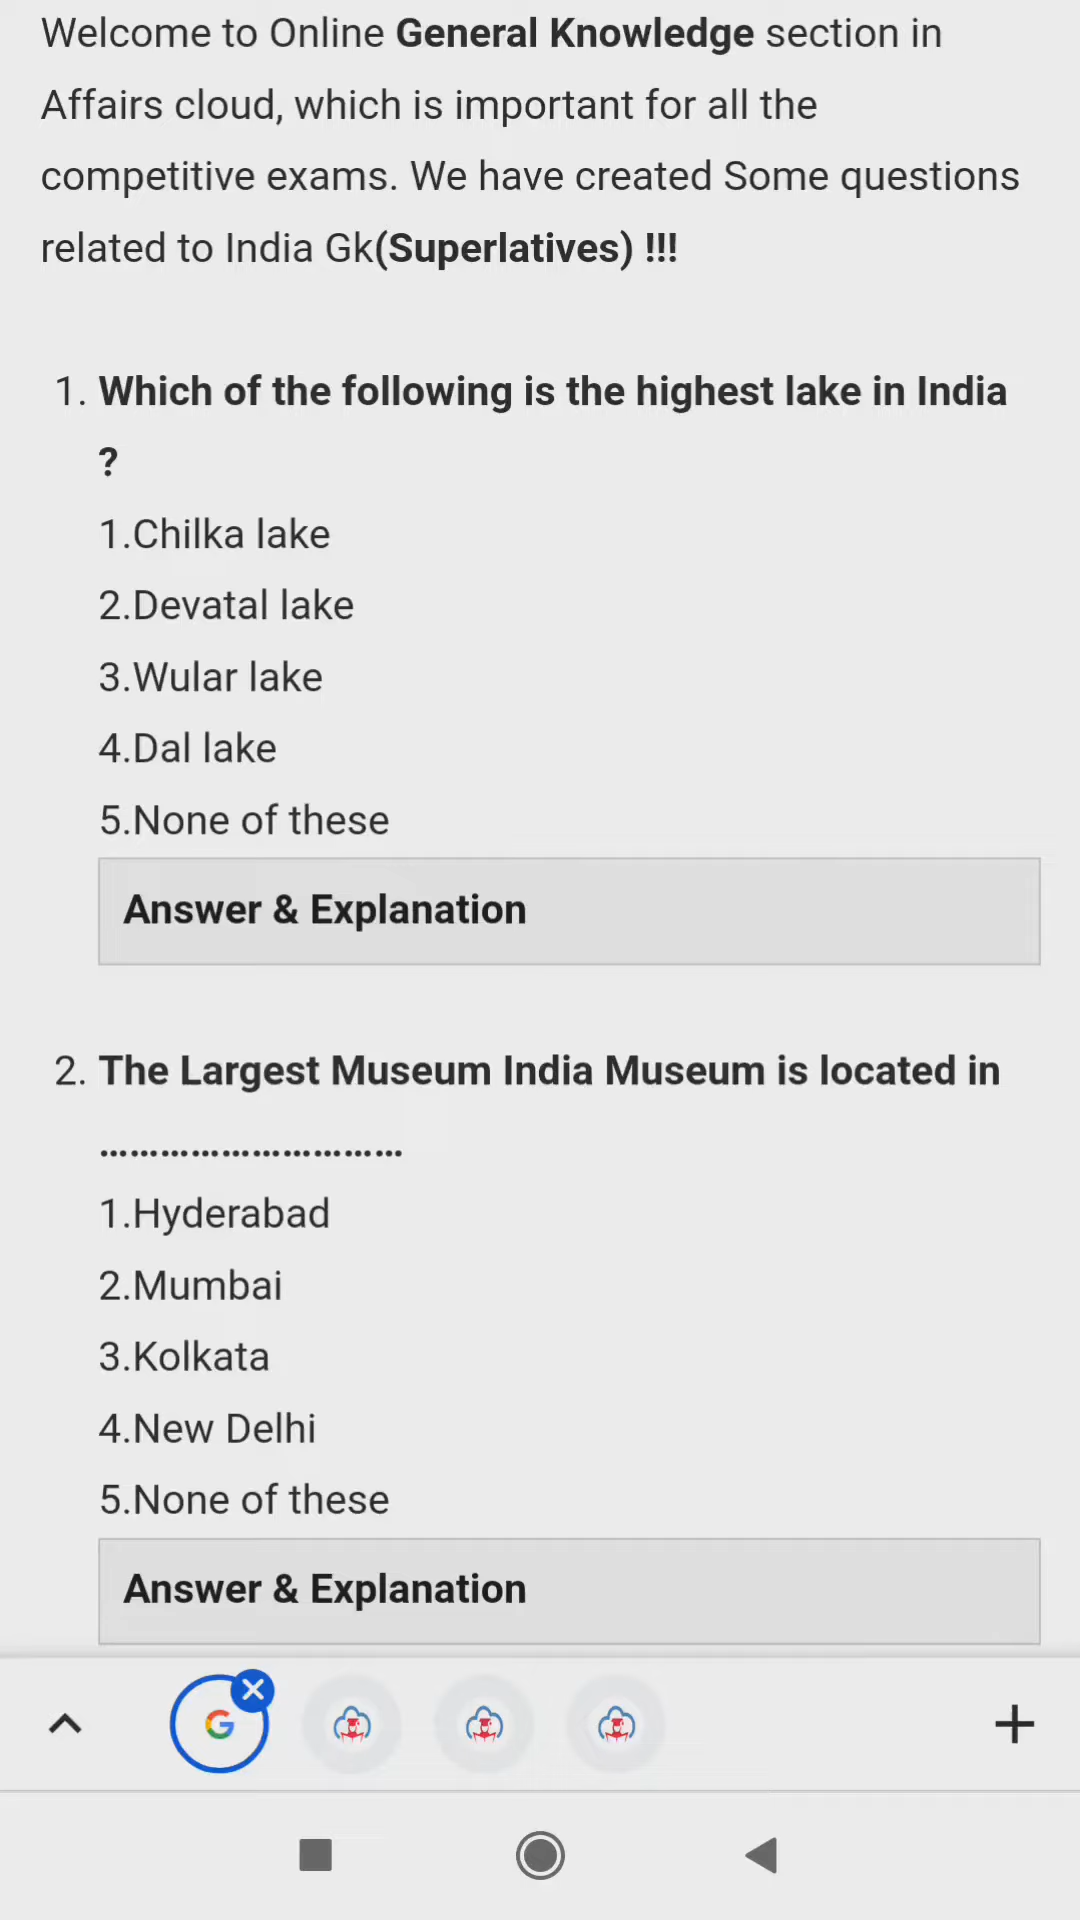 Welcome to Online General Knowledge section in
Affairs cloud, which is important for all the
competitive exams. We have created Some questions
related to India Gk(Superlatives) !!!
1. Which of the following is the highest lake in India
?
1.Chilka lake
2.Devatal lake
3.Wular lake
4.Dal lake
5.None of these
Answer & Explanation
2. The Largest Museum India Museum is located in
..............................
1.Hyderabad
2.Mumbai
3.Kolkata
4.New Delhi
5.None of these
Answer & Explanation